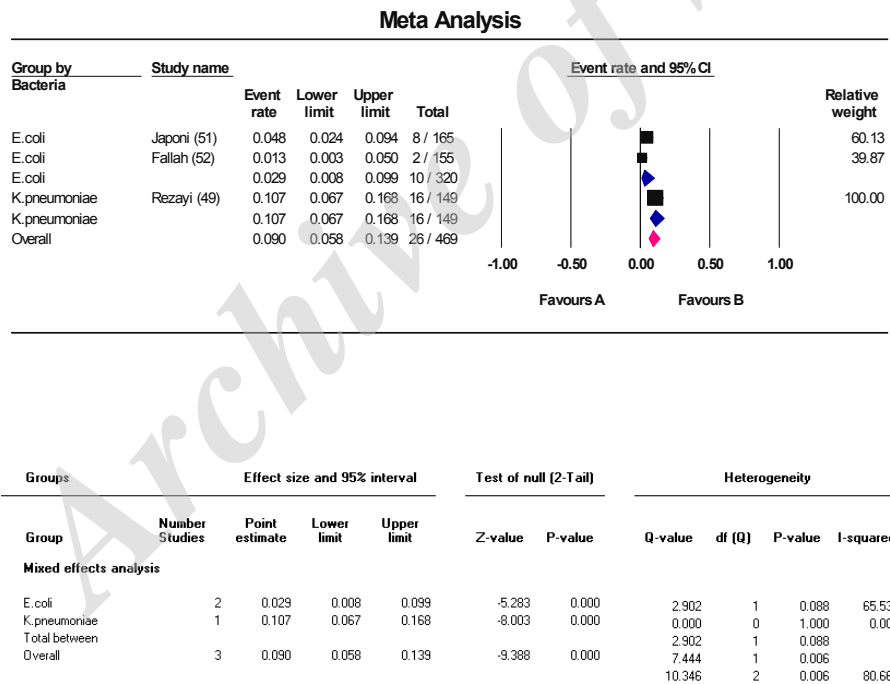 Meta Analysis
Group by Study name Event rate and 95% CI
Bacteria
Event Lower Upper Relative
rate limit limit Total weight
E.coli Japoni (51) 0.048 0.024 0.094 8 / 165 60.13
E.coli Fallah (52) 0.013 0.003 0.050 2 / 155 39.87
E.coli 0.029 0.008 0.099 10 / 320
K.pneumoniae Rezayi (49) 0.107 0.067 0.168 16 / 149 100.00
K.pneumoniae 0.107 0.067 0.168 16 / 149
Overall 0.090 0.058 0.139 26 / 469
-1.00 -0.50 0.00 0.50 1.00
Favours A Favours B
Archive of
Groups Effect size and 95% interval Test of null (2-Tail) Heterogeneity
Number Point Lower Upper
Group Studies estimate limit limit Z-value P-value Q-value df (Q) P-value I-squared
Mixed effects analysis
E.coli 2 0.029 0.008 0.099 -5.283 0.000 2.902 1 0.088 65.53
K.pneumoniae 1 0.107 0.067 0.168 -8.003 0.000 0.000 0 1.000 0.00
Total between 2.902 1 0.088
Overall 3 0.090 0.058 0.139 -9.388 0.000 7.444 1 0.006
10.346 2 0.006 80.68